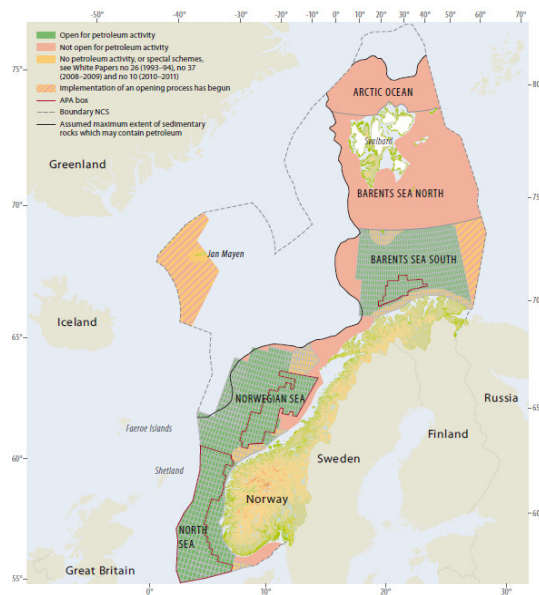 -40°
-30°
-20°
-10°
0°
10°
20°
30°
40°
50°
60°
70°
Open for petroleum activity
Not open for petroleum activity
No petroleum activity, or special schemes,
see White Papers no 26 (1993–94), no 37
(2008–2009) and no 10 (2010–2011)
Implementation of an opening process has begun
APA box
Boundary NCS
Assumed maximum extent of sedimentary
rocks which may contain petroleum
75°
80
ARCTIC OCEAN
Svalbard
Greenland
BARENTS SEA NORTH
75
70°
Jan Mayen
BARENTS SEA SOUTH
70
Iceland
65°
NORWEGIAN SEA
Russia
65
Faeroe Islands
Finland
60°
Shetland
Sweden
Norway
NORTH
SEA
60
Great Britain
55°
0°
10°
20°
30°